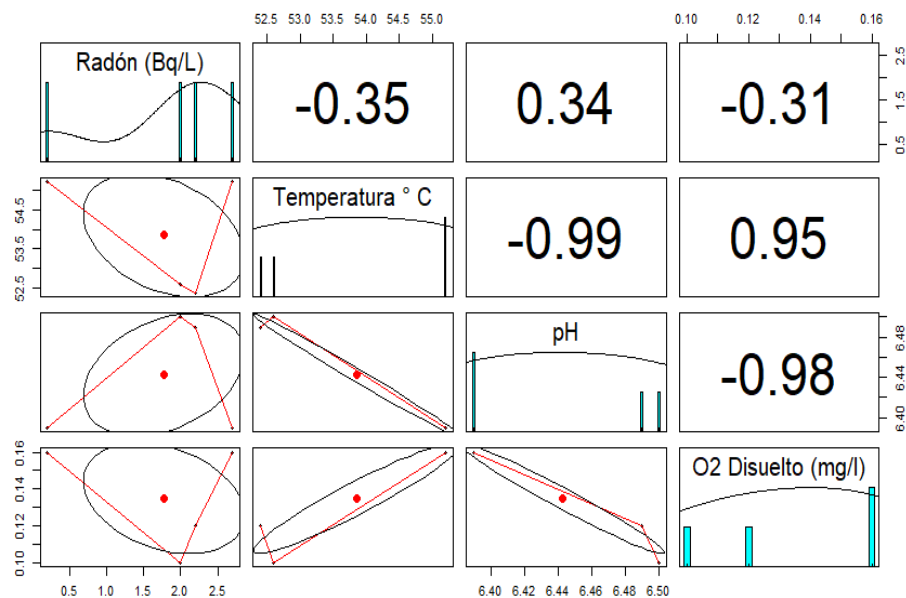 52.5 53.0 53.5 54.0 54.5 55.0
0.10 0.12 0.14 0.16
Radón (Bq/L)
-0.35
0.34
-0.31
0.5 1.5 2.5
52.5 53.5 54.5
Temperatura ° C
-0.99
0.95
pH
-0.98
6.40 6.44 6.48
0.10 0.12 0.14 0.16
O2 Disuelto (mg/l)
0.5 1.0 1.5 2.0 2.5
6.40 6.42 6.44 6.46 6.48 6.50